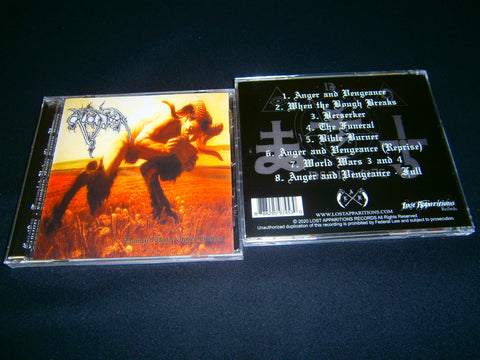 1. Anger and Vengeance
2. When the Bough Breaks
3. Berserker
4. The Funeral
5. Bible Burner
6. Anger and Vengeance (Reprise)
7. World Wars 3 and 4
8. Anger and Vengeance - Full
WWW.LOSTAPPARITIONS.COM
Lost Apparitions
Records
© 2020 LOST APPARITIONS RECORDS All Rights Reserved.
Unauthorized duplication of this recording is prohibited by Federal Law and subject to prosecution